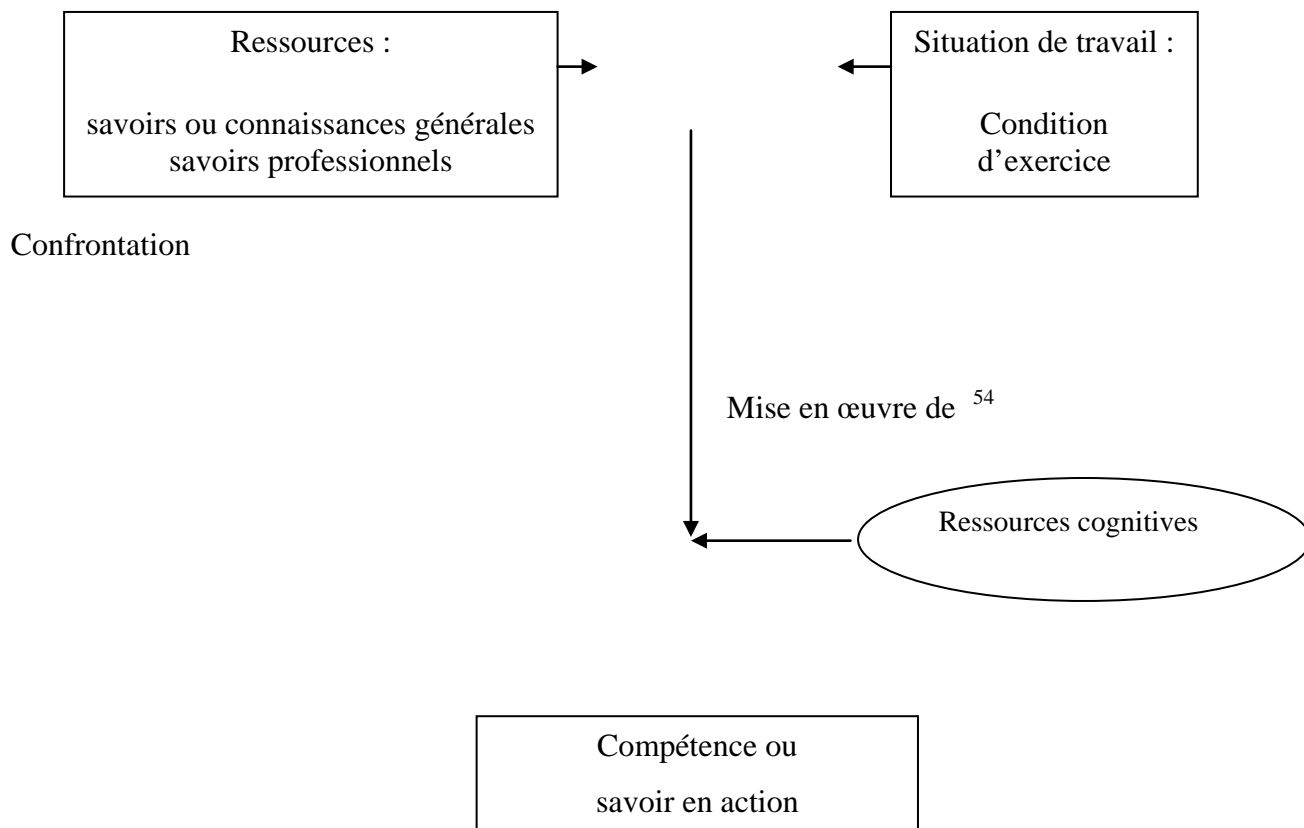 Ressources :
savoirs ou connaissances générales
savoirs professionnels
Situation de travail :
Condition
d’exercice
Confrontation
Mise en œuvre de 54
Ressources cognitives
Compétence ou
savoir en action